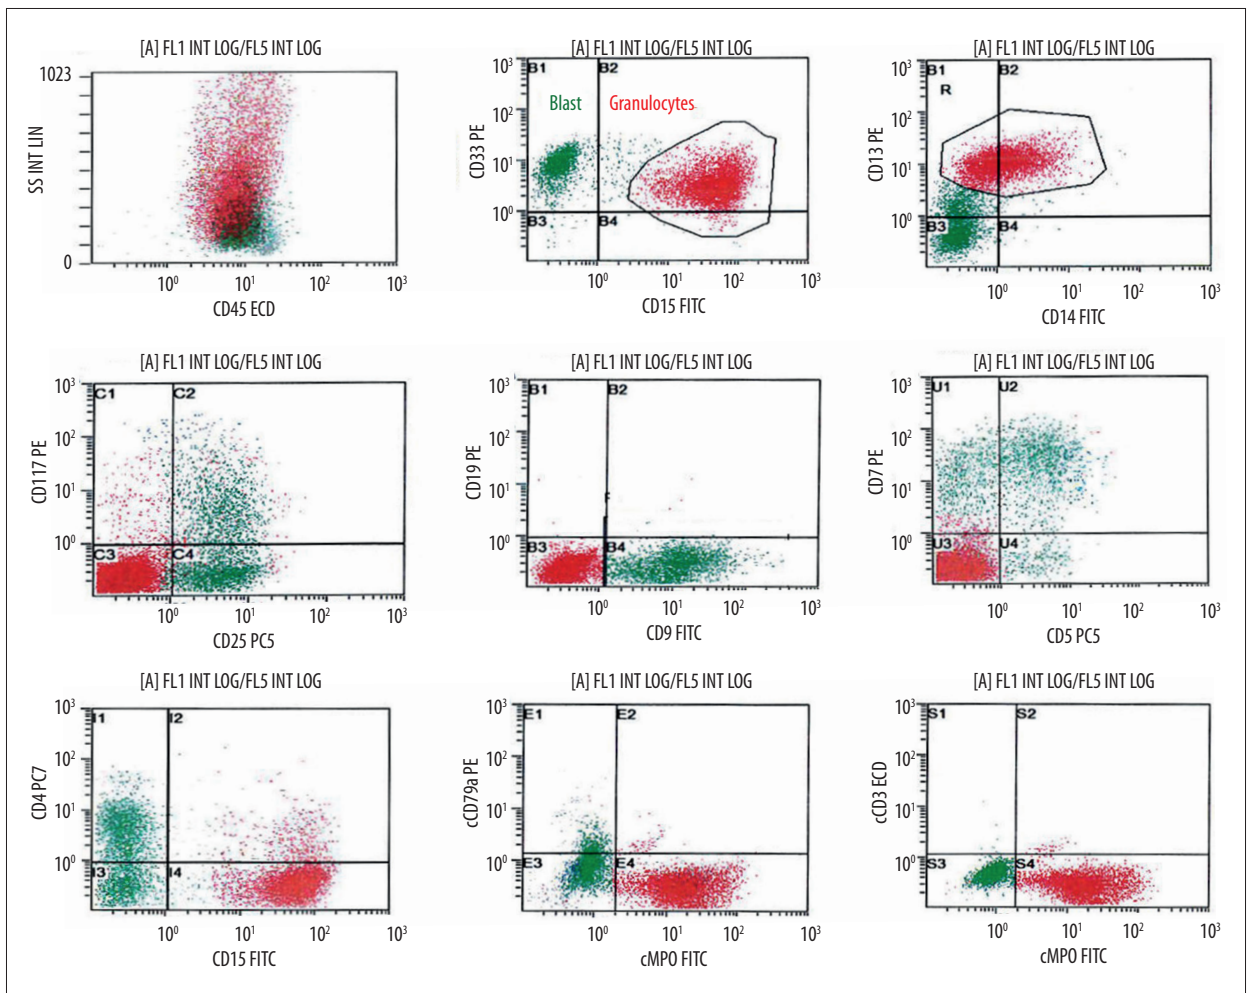 [A] FL1 INT LOG/FL5 INT LOG
1023
SS INT LIN
0
10⁰ 10¹ 10² 10³
CD45 ECD
[A] FL1 INT LOG/FL5 INT LOG
10³
10²
10¹
10⁰
CD33 PE
B1 B2
Blast Granulocytes
B3 B4
10⁰ 10¹ 10² 10³
CD15 FITC
[A] FL1 INT LOG/FL5 INT LOG
10³
10²
10¹
10⁰
CD13 PE
B1 B2
R
B3 B4
10⁰ 10¹ 10² 10³
CD14 FITC
[A] FL1 INT LOG/FL5 INT LOG
10³
10²
10¹
10⁰
CD117 PE
C1 C2
C3 C4
10⁰ 10¹ 10² 10³
CD25 PC5
[A] FL1 INT LOG/FL5 INT LOG
10³
10²
10¹
10⁰
CD19 PE
B1 B2
F
B3 B4
10⁰ 10¹ 10² 10³
CD9 FITC
[A] FL1 INT LOG/FL5 INT LOG
10³
10²
10¹
10⁰
CD7 PE
U1 U2
U3 U4
10⁰ 10¹ 10² 10³
CD5 PC5
[A] FL1 INT LOG/FL5 INT LOG
10³
10²
10¹
10⁰
CD4 PC7
I1 I2
I3 I4
10⁰ 10¹ 10² 10³
CD15 FITC
[A] FL1 INT LOG/FL5 INT LOG
10³
10²
10¹
10⁰
cCD79a PE
E1 E2
E3 E4
10⁰ 10¹ 10² 10³
cMPO FITC
[A] FL1 INT LOG/FL5 INT LOG
10³
10²
10¹
10⁰
cCD3 ECD
S1 S2
S3 S4
10⁰ 10¹ 10² 10³
cMPO FITC